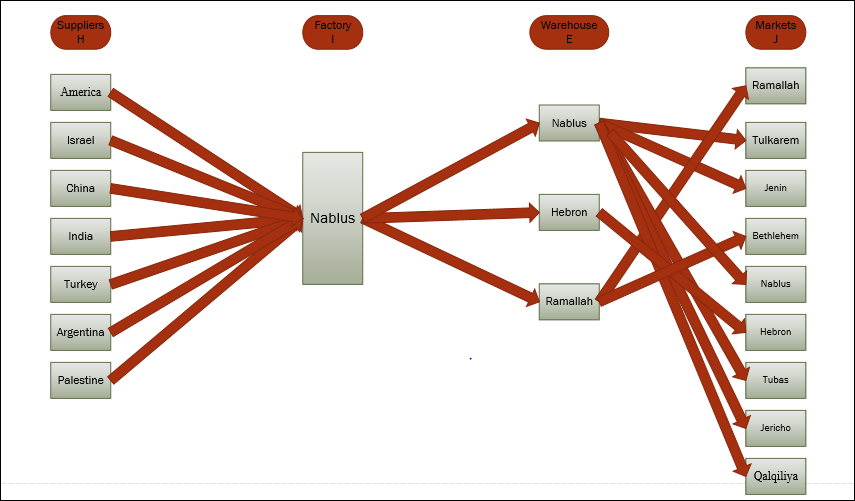 Suppliers
H
Factory
I
Warehouse
E
Markets
J
America
Israel
China
India
Turkey
Argentina
Palestine
Nablus
Nablus
Hebron
Ramallah
Ramallah
Tulkarem
Jenin
Bethlehem
Nablus
Hebron
Tubas
Jericho
Qalqiliya